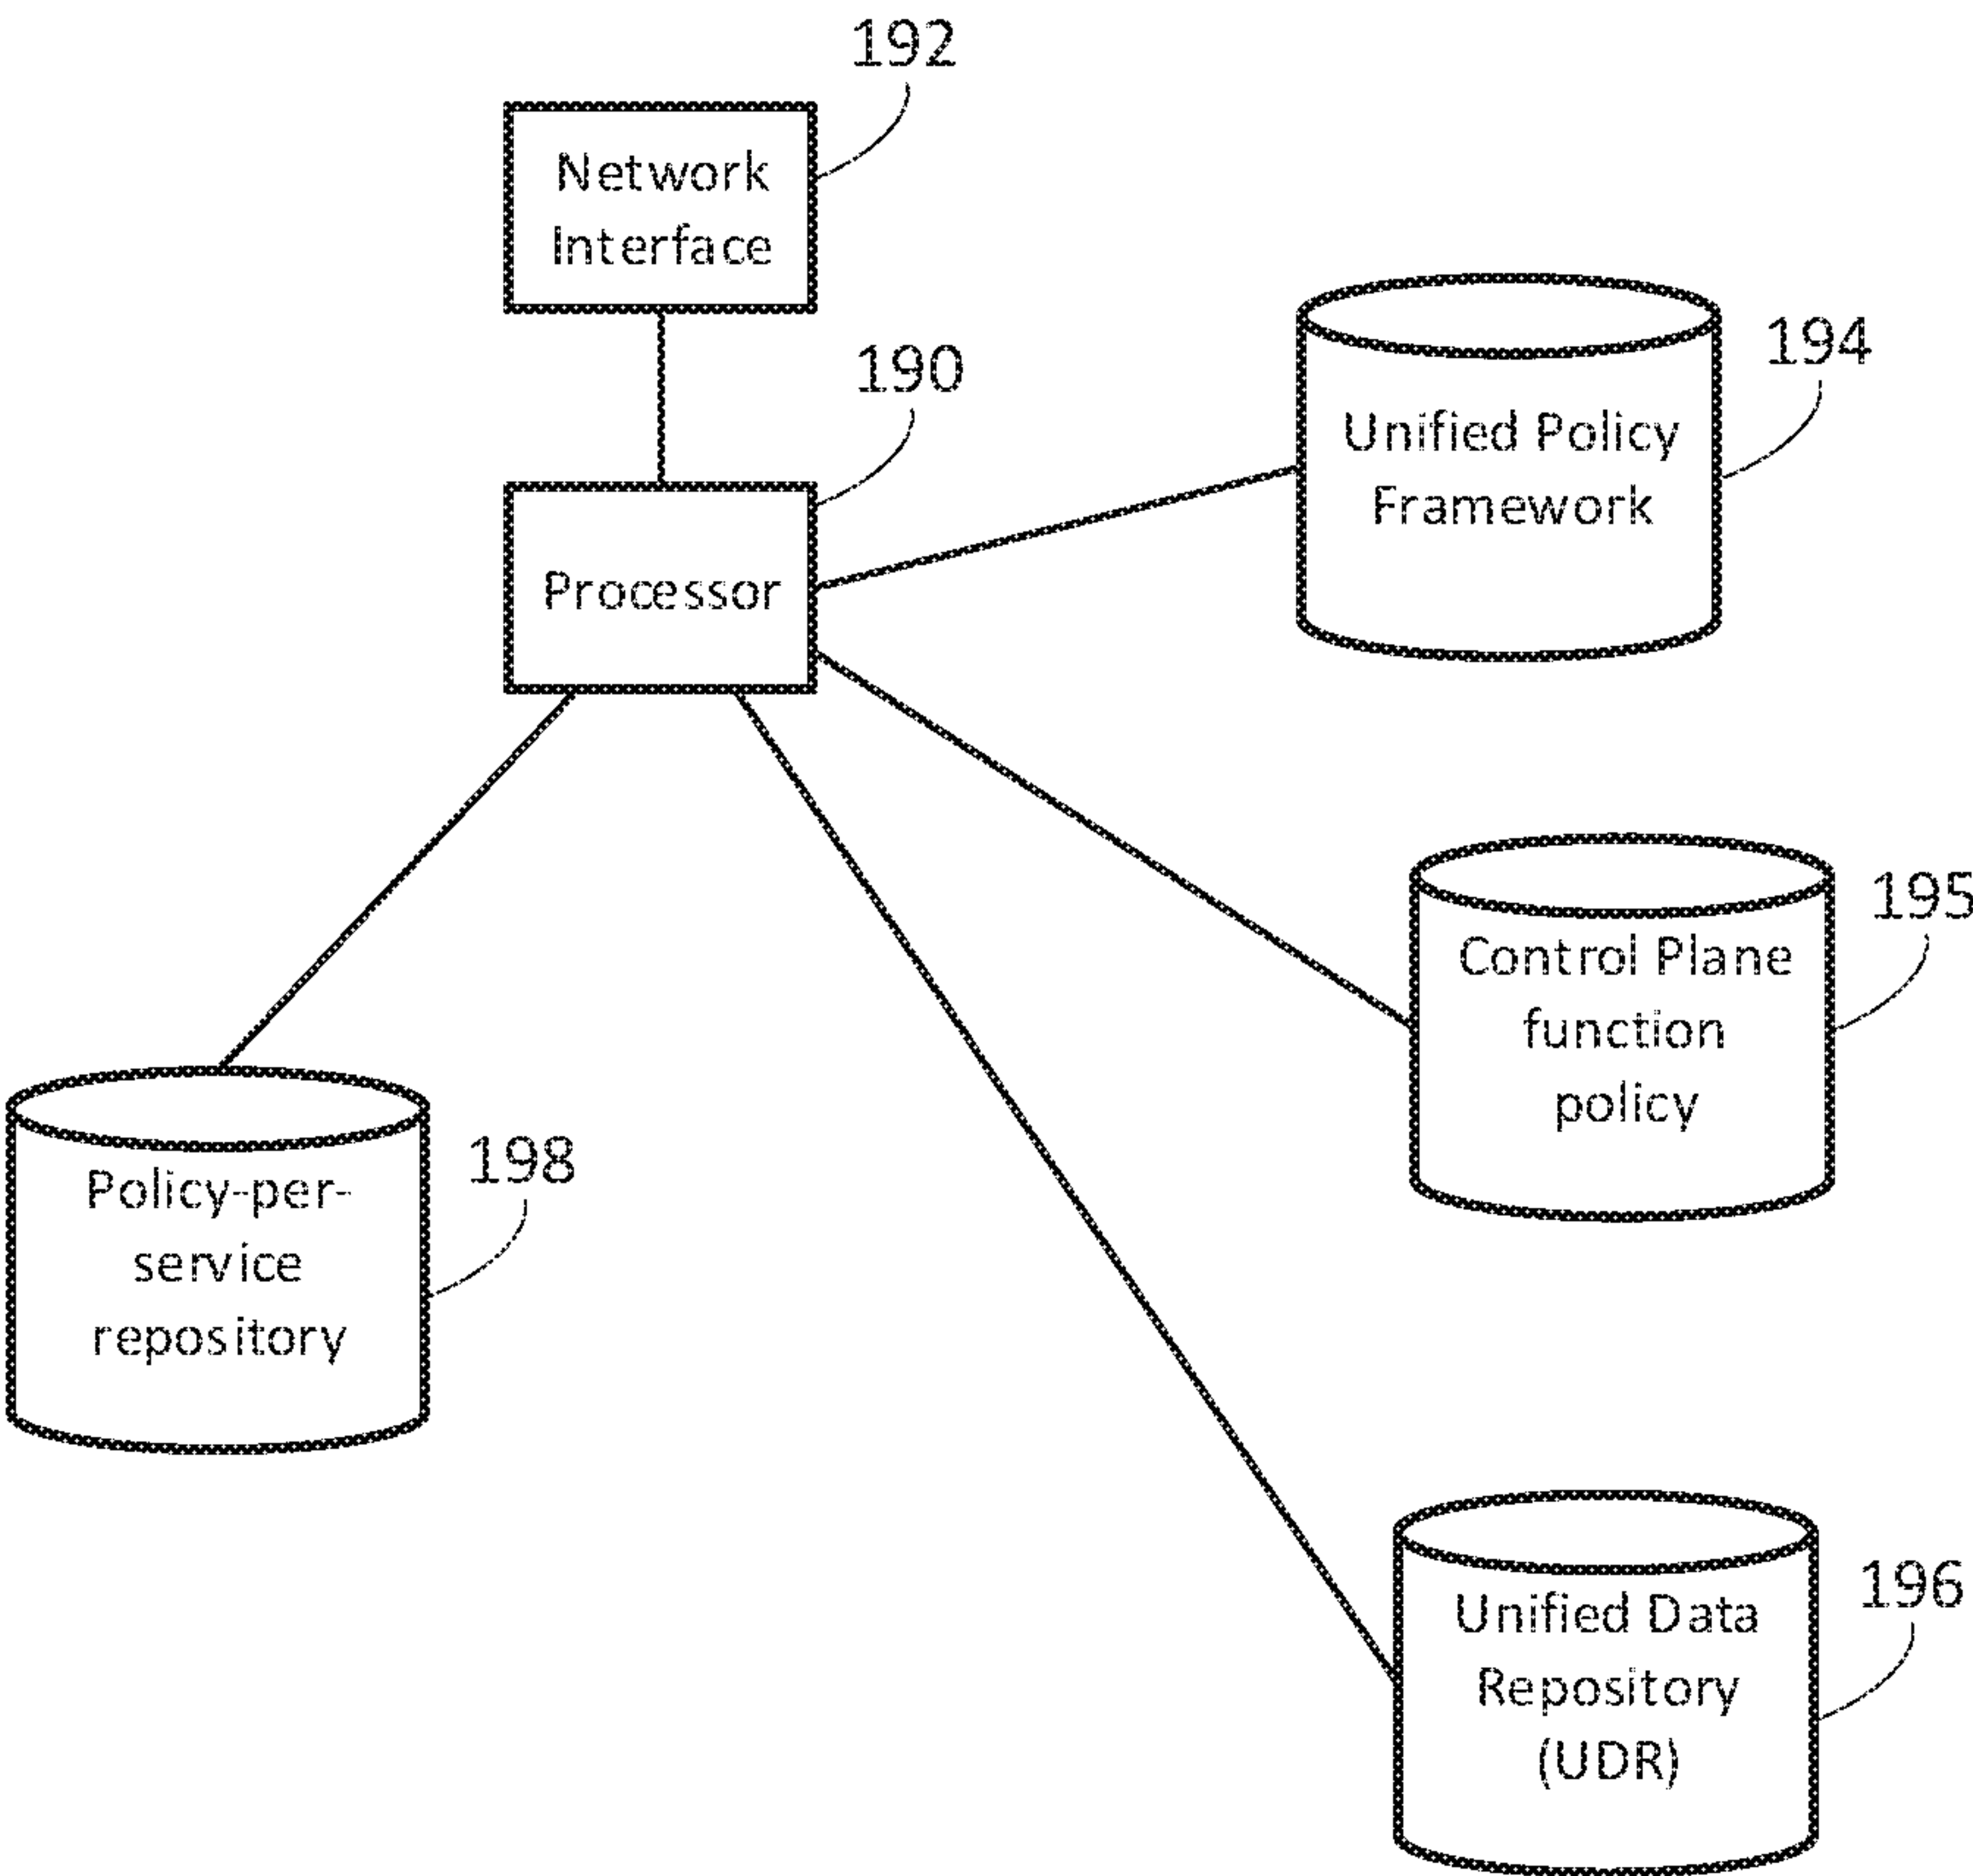 192
Network
Interface
190
Processor
194
Unified Policy
Framework
195
Control Plane
function
policy
198
Policy-per-
service
repository
196
Unified Data
Repository
(UDR)